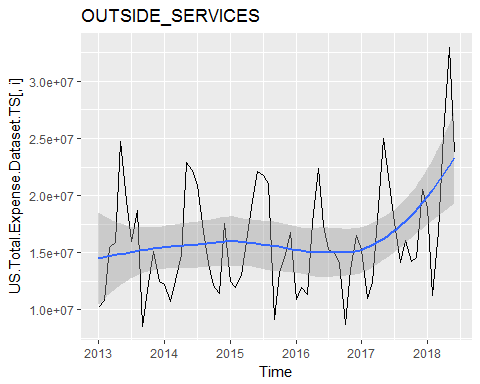 OUTSIDE_SERVICES
US.Total.Expense.Dataset.TS[, i]
3.0e+07
2.5e+07
2.0e+07
1.5e+07
1.0e+07
2013 2014 2015 2016 2017 2018
Time